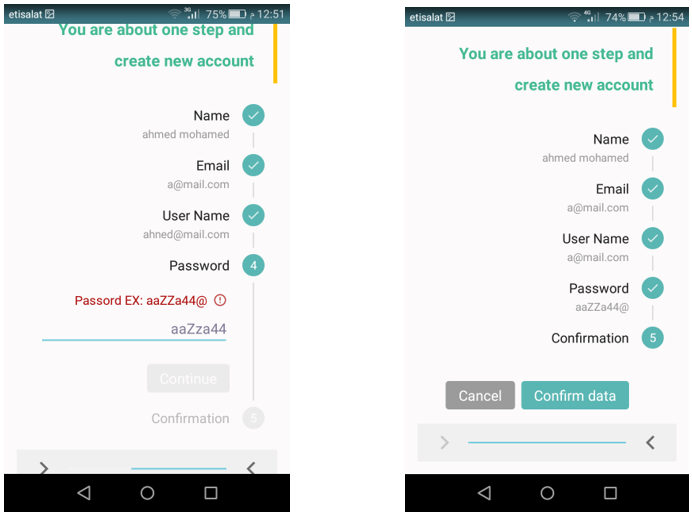 etisalat 3G 75% م 12:51
You are about one step and
create new account
Name
ahmed mohamed
Email
a@mail.com
User Name
ahned@mail.com
Password 4
Passord EX: aaZZa44@
aaZza44
Continue
Confirmation 5
etisalat 4G 74% م 12:54
You are about one step and
create new account
Name
ahmed mohamed
Email
a@mail.com
User Name
a@mail.com
Password
aaZZa44@
Confirmation 5
Cancel Confirm data